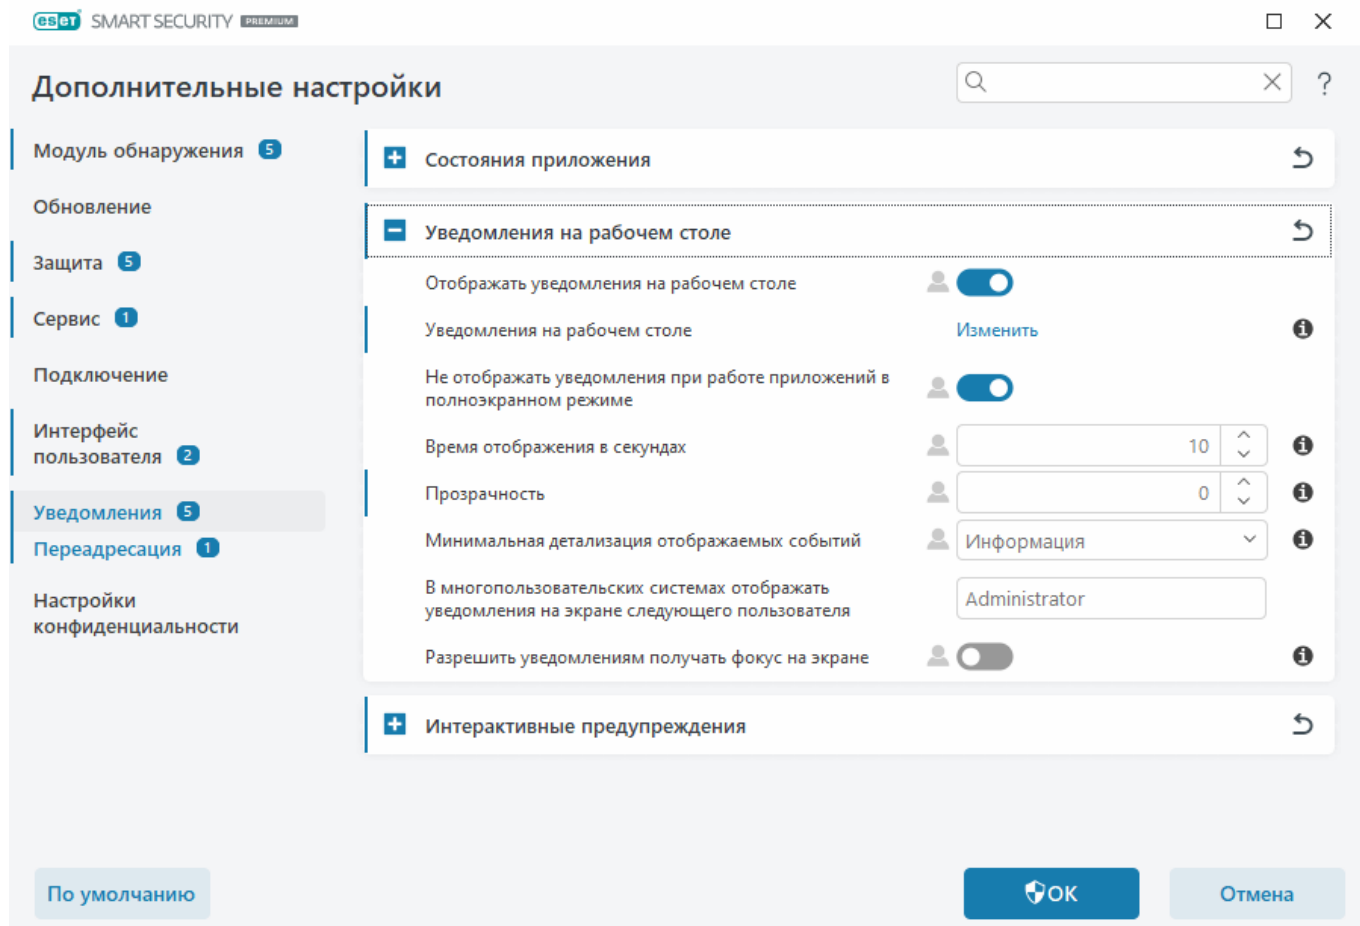 eset SMART SECURITY PREMIUM
Дополнительные настройки
?
Модуль обнаружения 5
Обновление
Защита 5
Сервис 1
Подключение
Интерфейс
пользователя 2
Уведомления 5
Переадресация 1
Настройки
конфиденциальности
Состояния приложения
Уведомления на рабочем столе
Отображать уведомления на рабочем столе
Уведомления на рабочем столе Изменить
Не отображать уведомления при работе приложений в
полноэкранном режиме
Время отображения в секундах 10
Прозрачность 0
Минимальная детализация отображаемых событий Информация
В многопользовательских системах отображать
уведомления на экране следующего пользователя
Administrator
Разрешить уведомлениям получать фокус на экране
Интерактивные предупреждения
По умолчанию
ОК
Отмена